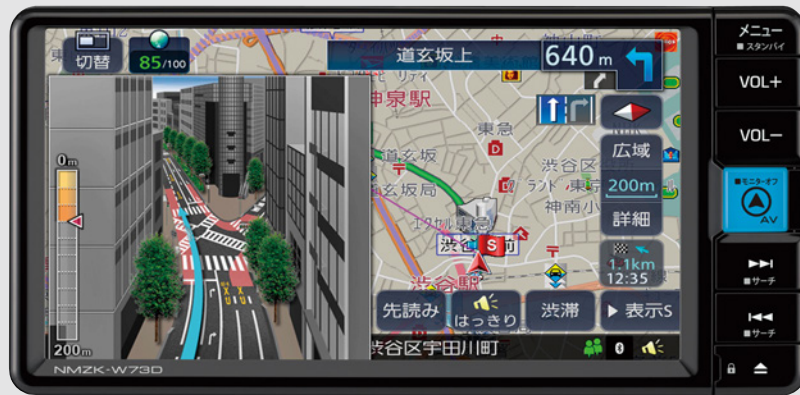 切替
85/100
道玄坂上
640 m
神泉駅
東急
D
道玄坂
玄坂局
渋谷区
神南小
広域
200m
詳細
0m
200m
S
渋谷駅
1.1km
12:35
先読み
はっきり
渋滞
▶ 表示S
渋谷区宇田川町
NMZK-W73D
メニュー
■ スタンバイ
VOL+
VOL−
■モニターオフ
AV
▶▶I
■サーチ
I◀◀
■サーチ